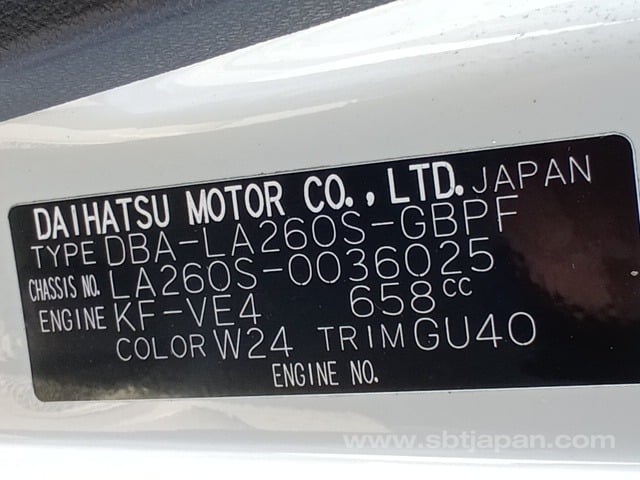 DAIHATSU MOTOR CO., LTD. JAPAN
TYPE DBA-LA260S-GBPF
CHASSIS NO. LA260S-0036025
ENGINE KF-VE4 658cc
COLOR W24 TRIM GU40
ENGINE NO.
www.sbtjapan.com